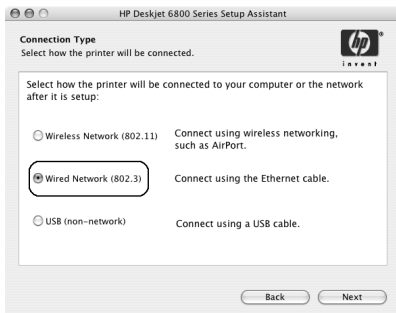 HP Deskjet 6800 Series Setup Assistant
Connection Type
Select how the printer will be connected.
hp
®
invent
Select how the printer will be connected to your computer or the network
after it is setup:
Wireless Network (802.11)
Connect using wireless networking,
such as AirPort.
Wired Network (802.3)
Connect using the Ethernet cable.
USB (non-network)
Connect using a USB cable.
Back
Next